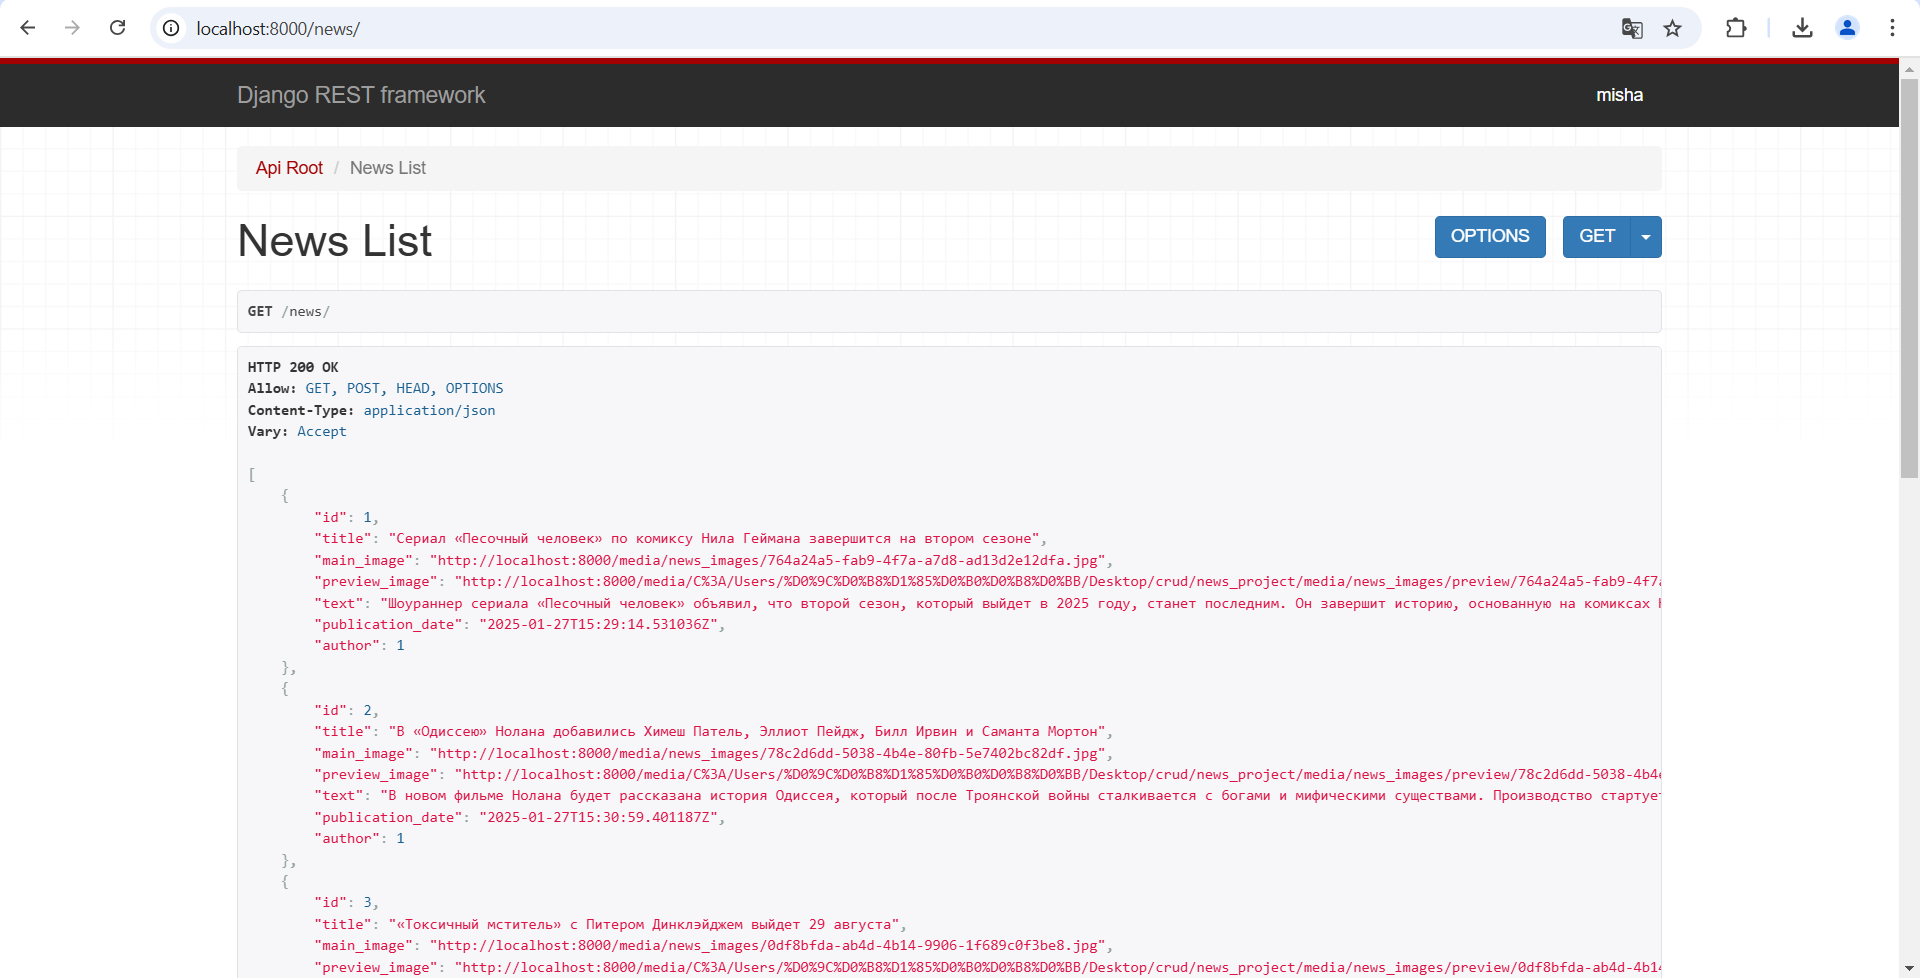 localhost:8000/news/
Django REST framework
misha
Api Root / News List
News List
OPTIONS
GET
GET /news/
HTTP 200 OK
Allow: GET, POST, HEAD, OPTIONS
Content-Type: application/json
Vary: Accept
[
{
"id": 1,
"title": "Сериал «Песочный человек» по комиксу Нила Геймана завершится на втором сезоне",
"main_image": "http://localhost:8000/media/news_images/764a24a5-fab9-4f7a-a7d8-ad13d2e12dfa.jpg",
"preview_image": "http://localhost:8000/media/C%3A/Users/%D0%9C%D0%B8%D1%85%D0%B0%D0%B8%D0%BB/Desktop/crud/news_project/media/news_images/preview/764a24a5-fab9-4f7
"text": "Шоураннер сериала «Песочный человек» объявил, что второй сезон, который выйдет в 2025 году, станет последним. Он завершит историю, основанную на комиксах
"publication_date": "2025-01-27T15:29:14.531036Z",
"author": 1
},
{
"id": 2,
"title": "В «Одиссею» Нолана добавились Химеш Патель, Эллиот Пейдж, Билл Ирвин и Саманта Мортон",
"main_image": "http://localhost:8000/media/news_images/78c2d6dd-5038-4b4e-80fb-5e7402bc82df.jpg",
"preview_image": "http://localhost:8000/media/C%3A/Users/%D0%9C%D0%B8%D1%85%D0%B0%D0%B8%D0%BB/Desktop/crud/news_project/media/news_images/preview/78c2d6dd-5038-4b4
"text": "В новом фильме Нолана будет рассказана история Одиссея, который после Троянской войны сталкивается с богами и мифическими существами. Производство стартует
"publication_date": "2025-01-27T15:30:59.401187Z",
"author": 1
},
{
"id": 3,
"title": "«Токсичный мститель» с Питером Динклэйджем выйдет 29 августа",
"main_image": "http://localhost:8000/media/news_images/0df8bfda-ab4d-4b14-9906-1f689c0f3be8.jpg",
"preview_image": "http://localhost:8000/media/C%3A/Users/%D0%9C%D0%B8%D1%85%D0%B0%D0%B8%D0%BB/Desktop/crud/news_project/media/news_images/preview/0df8bfda-ab4d-4b1